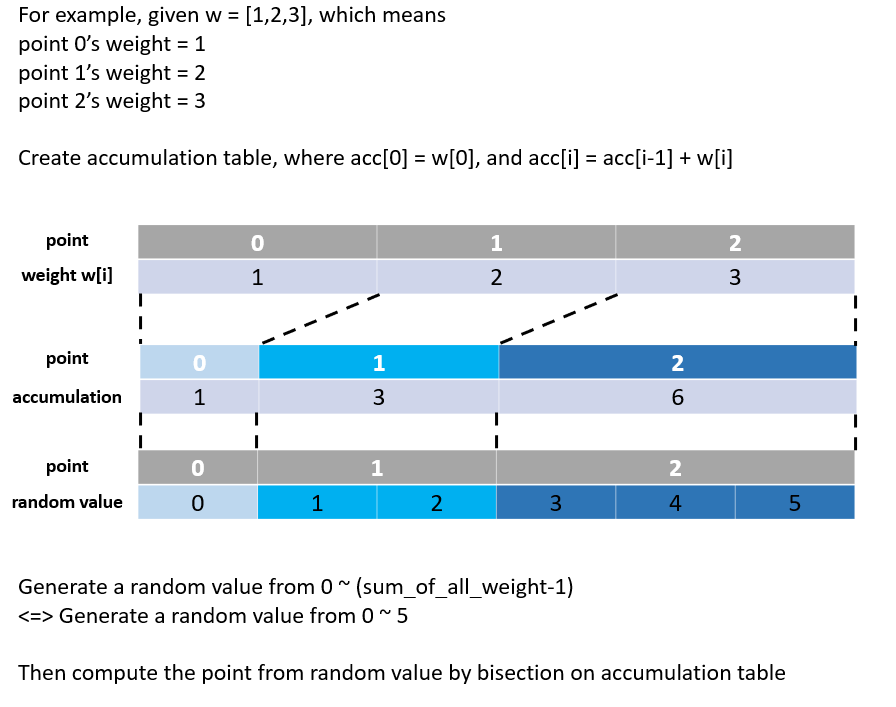 For example, given w = [1,2,3], which means
point 0’s weight = 1
point 1’s weight = 2
point 2’s weight = 3
Create accumulation table, where acc[0] = w[0], and acc[i] = acc[i-1] + w[i]
point 0 1 2
weight w[i] 1 2 3
point 0 1 2
accumulation 1 3 6
point 0 1 2
random value 0 1 2 3 4 5
Generate a random value from 0 ~ (sum_of_all_weight-1)
<=> Generate a random value from 0 ~ 5
Then compute the point from random value by bisection on accumulation table